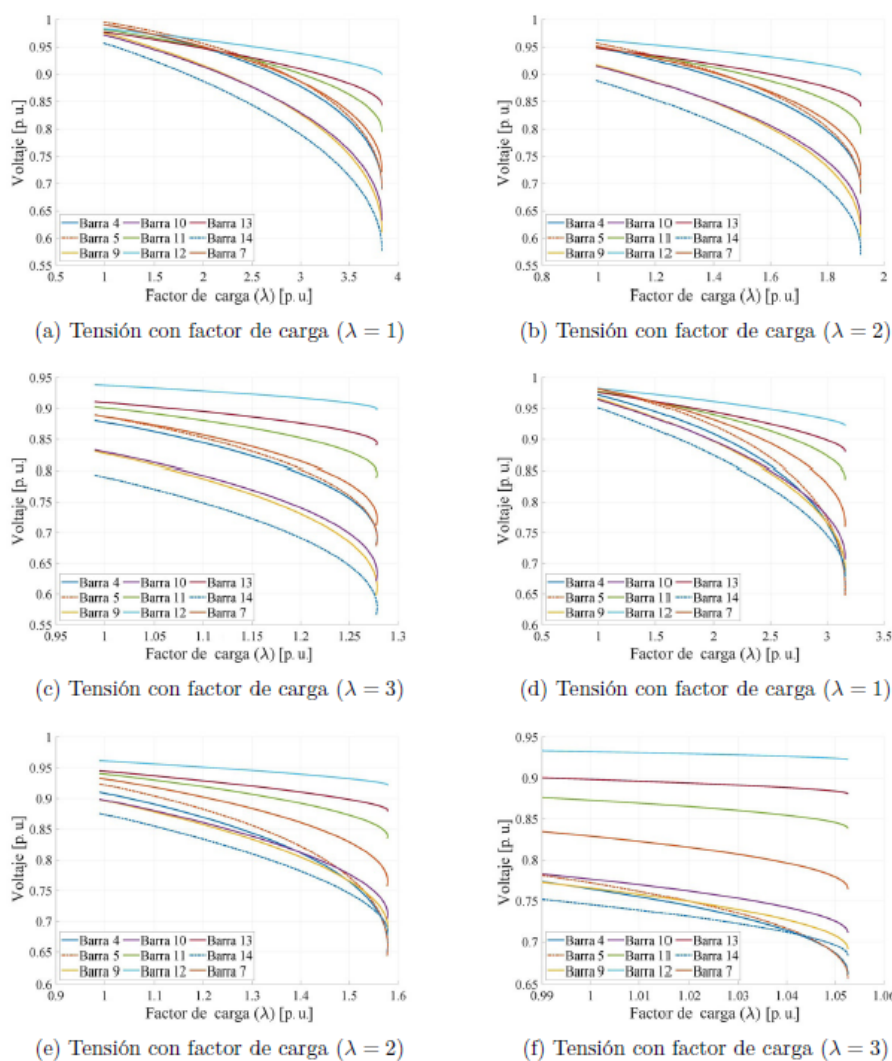 1
0.95
0.9
0.85
0.8
0.75
0.7
0.65
0.6
0.55
Voltaje [p. u.]
Barra 4 Barra 10 Barra 13
Barra 5 Barra 11 Barra 14
Barra 9 Barra 12 Barra 7
0.5 1 1.5 2 2.5 3 3.5 4
Factor de carga (λ) [p. u.]
(a) Tensión con factor de carga (λ = 1)
1
0.95
0.9
0.85
0.8
0.75
0.7
0.65
0.6
0.55
Voltaje [p. u.]
Barra 4 Barra 10 Barra 13
Barra 5 Barra 11 Barra 14
Barra 9 Barra 12 Barra 7
0.8 1 1.2 1.4 1.6 1.8 2
Factor de carga (λ) [p. u.]
(b) Tensión con factor de carga (λ = 2)
0.95
0.9
0.85
0.8
0.75
0.7
0.65
0.6
0.55
Voltaje [p. u.]
Barra 4 Barra 10 Barra 13
Barra 5 Barra 11 Barra 14
Barra 9 Barra 12 Barra 7
0.95 1 1.05 1.1 1.15 1.2 1.25 1.3
Factor de carga (λ) [p. u.]
(c) Tensión con factor de carga (λ = 3)
1
0.95
0.9
0.85
0.8
0.75
0.7
0.65
0.6
Voltaje [p. u.]
Barra 4 Barra 10 Barra 13
Barra 5 Barra 11 Barra 14
Barra 9 Barra 12 Barra 7
0.5 1 1.5 2 2.5 3 3.5
Factor de carga (λ) [p. u.]
(d) Tensión con factor de carga (λ = 1)
1
0.95
0.9
0.85
0.8
0.75
0.7
0.65
0.6
Voltaje [p. u.]
Barra 4 Barra 10 Barra 13
Barra 5 Barra 11 Barra 14
Barra 9 Barra 12 Barra 7
0.9 1 1.1 1.2 1.3 1.4 1.5 1.6
Factor de carga (λ) [p. u.]
(e) Tensión con factor de carga (λ = 2)
0.95
0.9
0.85
0.8
0.75
0.7
0.65
0.6
Voltaje [p. u.]
Barra 4 Barra 10 Barra 13
Barra 5 Barra 11 Barra 14
Barra 9 Barra 12 Barra 7
0.99 1 1.01 1.02 1.03 1.04 1.05 1.06
Factor de carga (λ) [p. u.]
(f) Tensión con factor de carga (λ = 3)